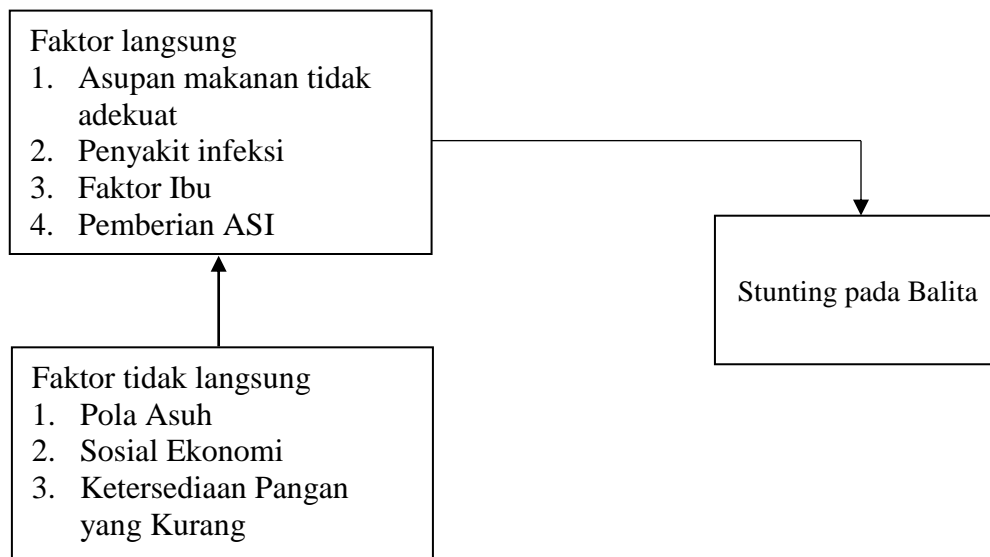 Faktor langsung
1. Asupan makanan tidak
adekuat
2. Penyakit infeksi
3. Faktor Ibu
4. Pemberian ASI
Stunting pada Balita
Faktor tidak langsung
1. Pola Asuh
2. Sosial Ekonomi
3. Ketersediaan Pangan
yang Kurang